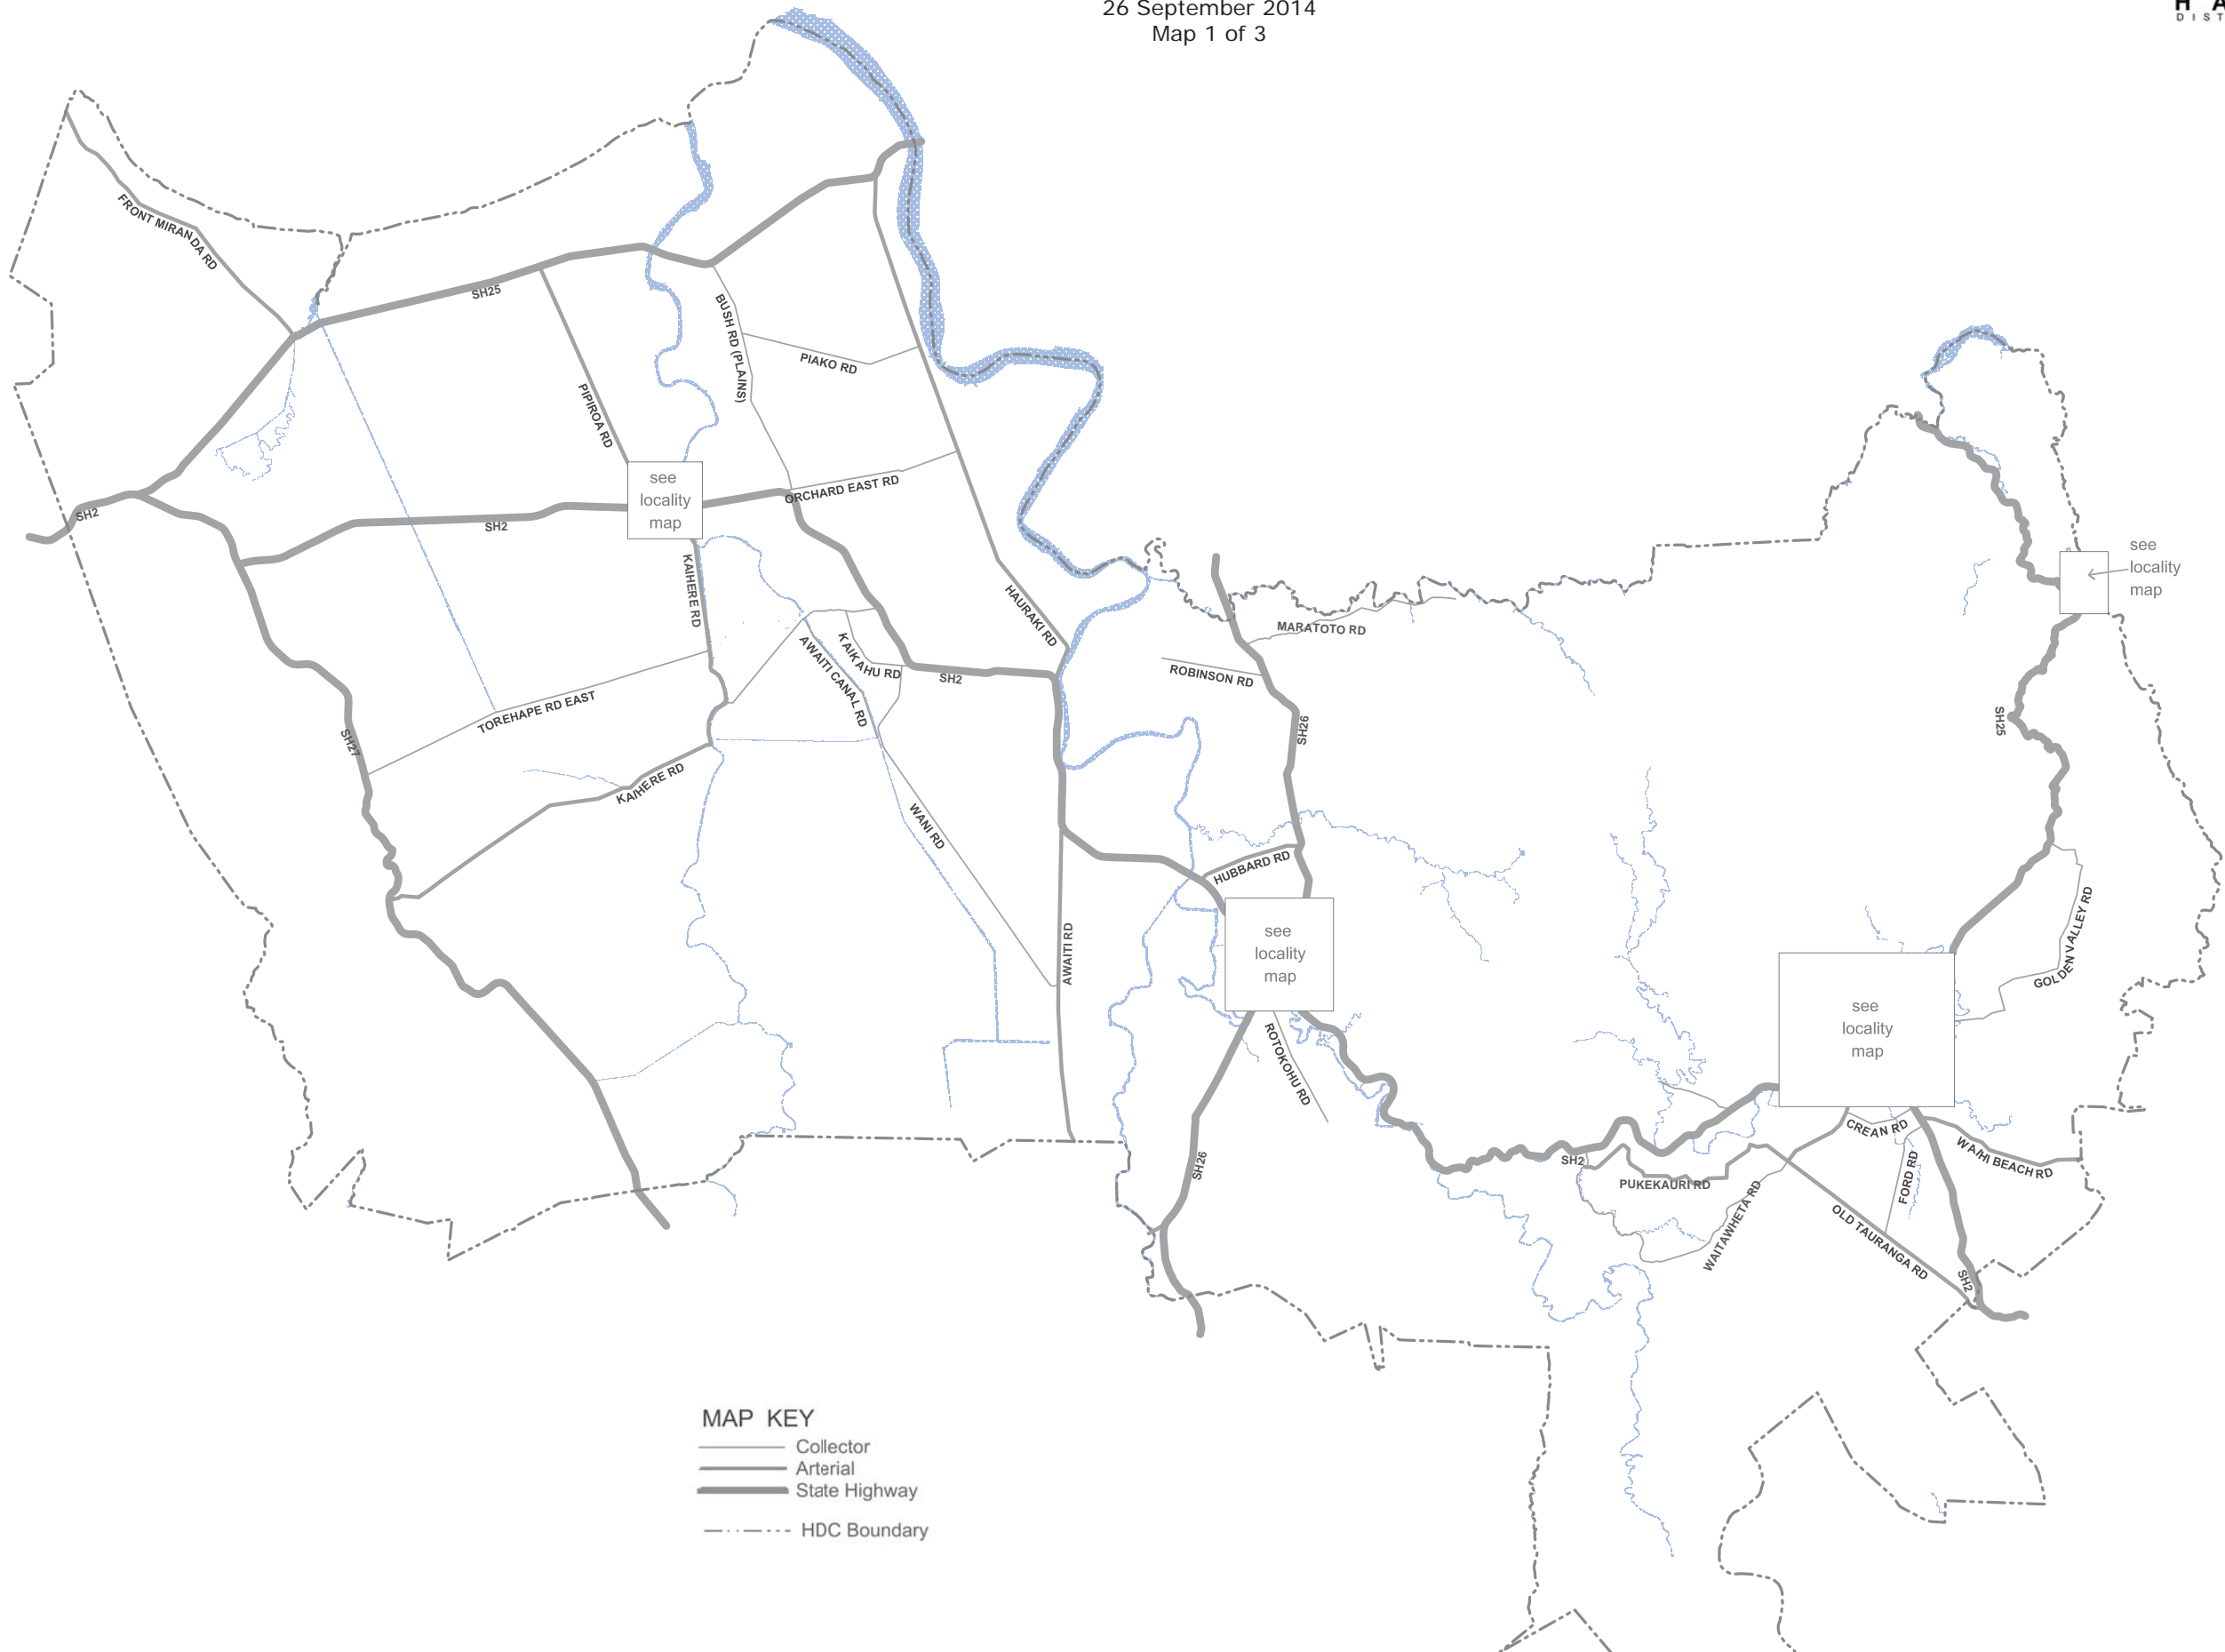 26 September 2014
Map 1 of 3
FRONT MIRANDA RD
SH25
BUSH RD (PLAINS)
PIAKO RD
PIPIROA RD
see
locality
map
ORCHARD EAST RD
SH2
SH2
KAIHERE RD
HAURAKI RD
MARATOTO RD
see
locality
map
AWAITI CANAL RD
KAIKAHU RD
SH2
ROBINSON RD
TOREHAPE RD EAST
SH27
SH26
SH25
KAIHERE RD
WANI RD
HUBBARD RD
AWAITI RD
see
locality
map
GOLDEN VALLEY RD
see
locality
map
ROTOKOHU RD
CREAN RD
WAIHI BEACH RD
SH26
SH2
PUKEKAURI RD
FORD RD
WAITAWHETA RD
OLD TAURANGA RD
SH2
MAP KEY
Collector
Arterial
State Highway
HDC Boundary